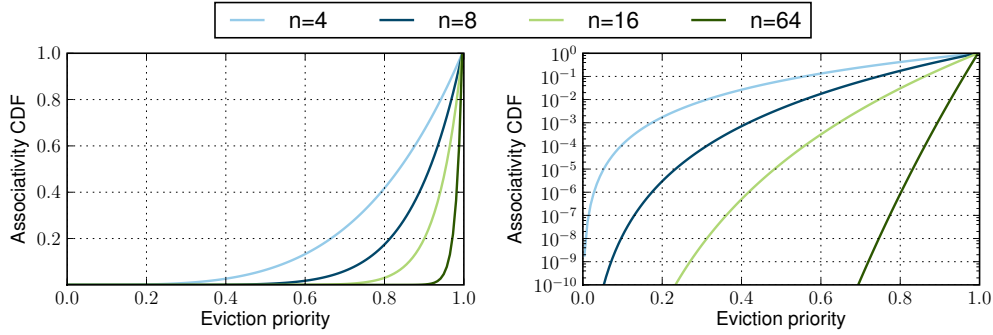 n=4 n=8 n=16 n=64
Associativity CDF
1.0
0.8
0.6
0.4
0.2
0.0 0.2 0.4 0.6 0.8 1.0
Eviction priority
Associativity CDF
10⁰
10⁻¹
10⁻²
10⁻³
10⁻⁴
10⁻⁵
10⁻⁶
10⁻⁷
10⁻⁸
10⁻⁹
10⁻¹⁰
0.0 0.2 0.4 0.6 0.8 1.0
Eviction priority